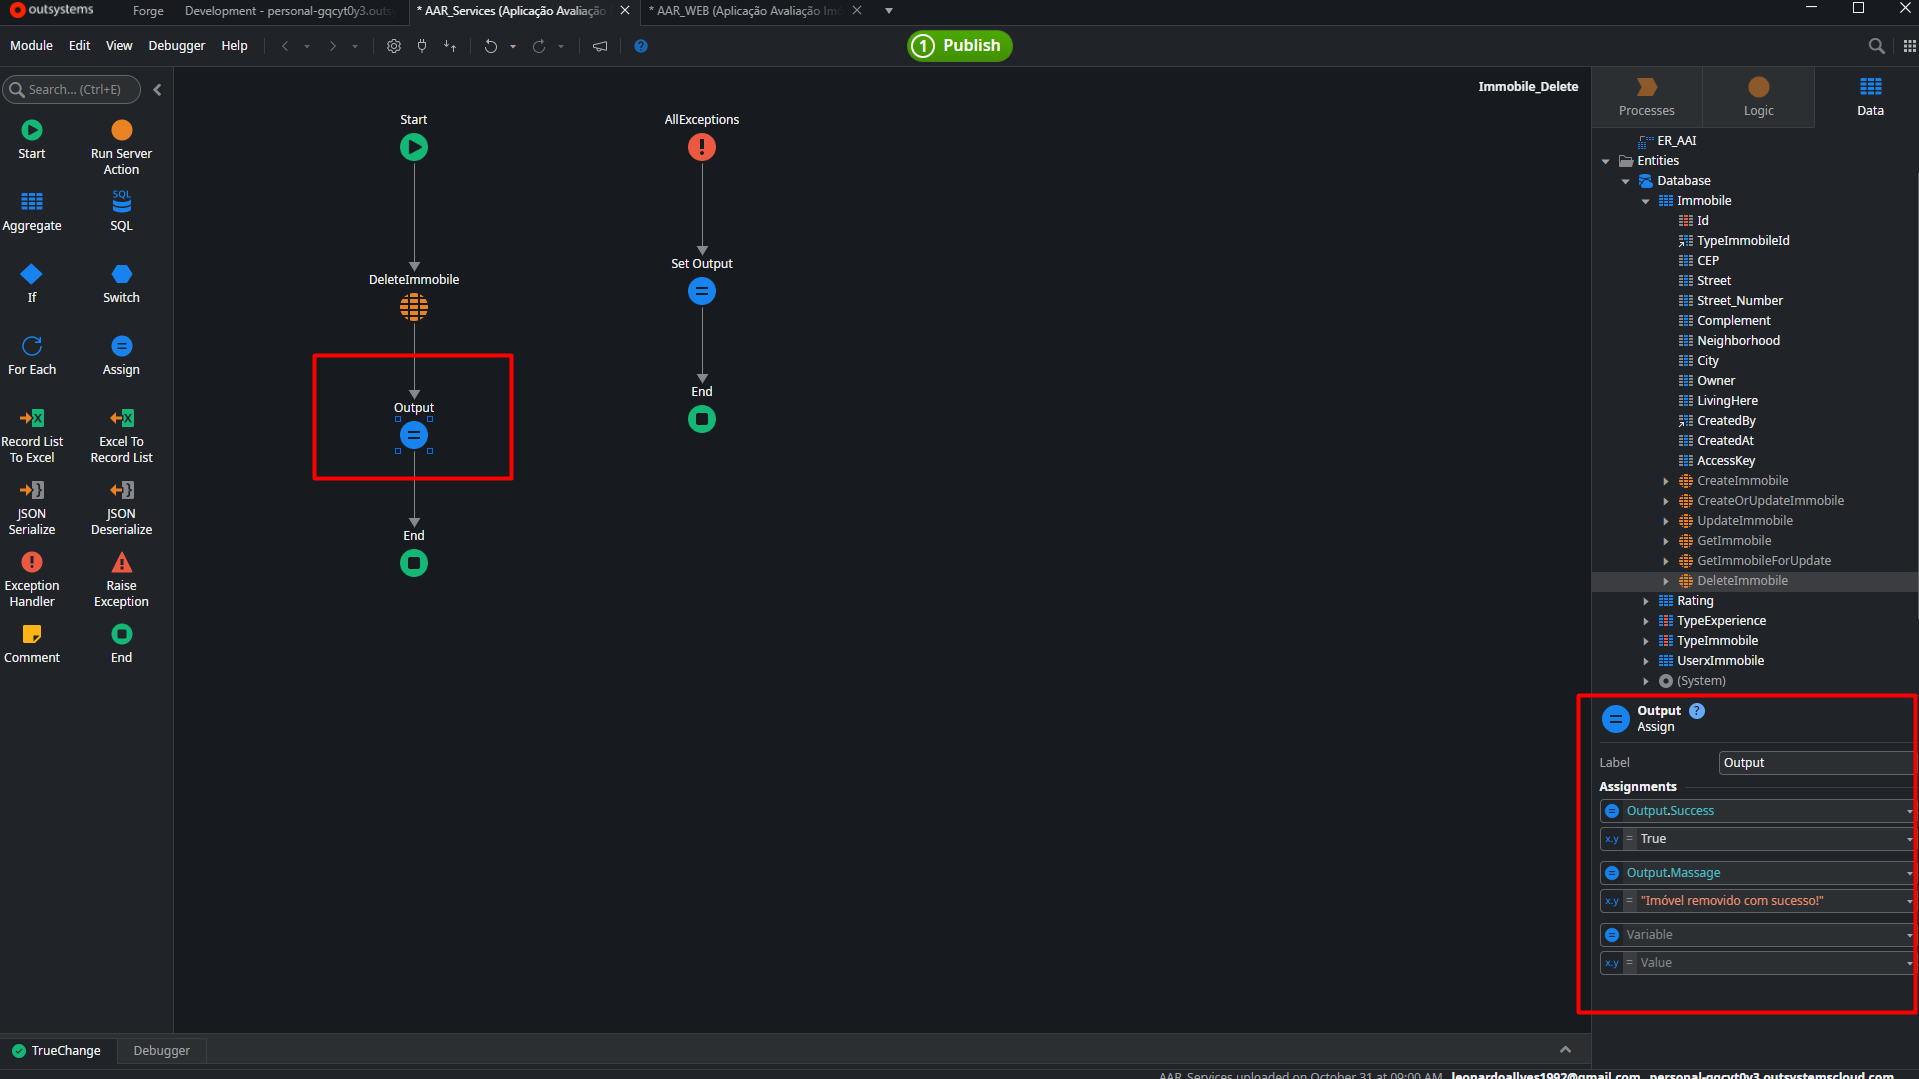 outsystems
Forge
Development - personal-gqcyt0y3.outsy
* AAR_Services (Aplicação Avaliação
* AAR_WEB (Aplicação Avaliação Imo
Module Edit View Debugger Help
1 Publish
Search... (Ctrl+E)
Start
Run Server Action
Aggregate
SQL
SQL
If
Switch
For Each
Assign
Record List To Excel
Excel To Record List
JSON Serialize
JSON Deserialize
Exception Handler
Raise Exception
Comment
End
Immobile_Delete
Start
DeleteImmobile
Output
End
AllExceptions
Set Output
End
Processes
Logic
Data
ER_AAI
Entities
Database
Immobile
Id
TypeImmobileId
CEP
Street
Street_Number
Complement
Neighborhood
City
Owner
LivingHere
CreatedBy
CreatedAt
AccessKey
CreateImmobile
CreateOrUpdateImmobile
UpdateImmobile
GetImmobile
GetImmobileForUpdate
DeleteImmobile
Rating
TypeExperience
TypeImmobile
UserxImmobile
(System)
Output ?
Assign
Label Output
Assignments
Output.Success
x.y = True
Output.Massage
x.y = "Imóvel removido com sucesso!"
Variable
x.y = Value
TrueChange
Debugger
AAR_Services uploaded on October 31 at 09:00 AM leonardoallves1992@gmail.com personal-gqcyt0y3.outsystemscloud.com